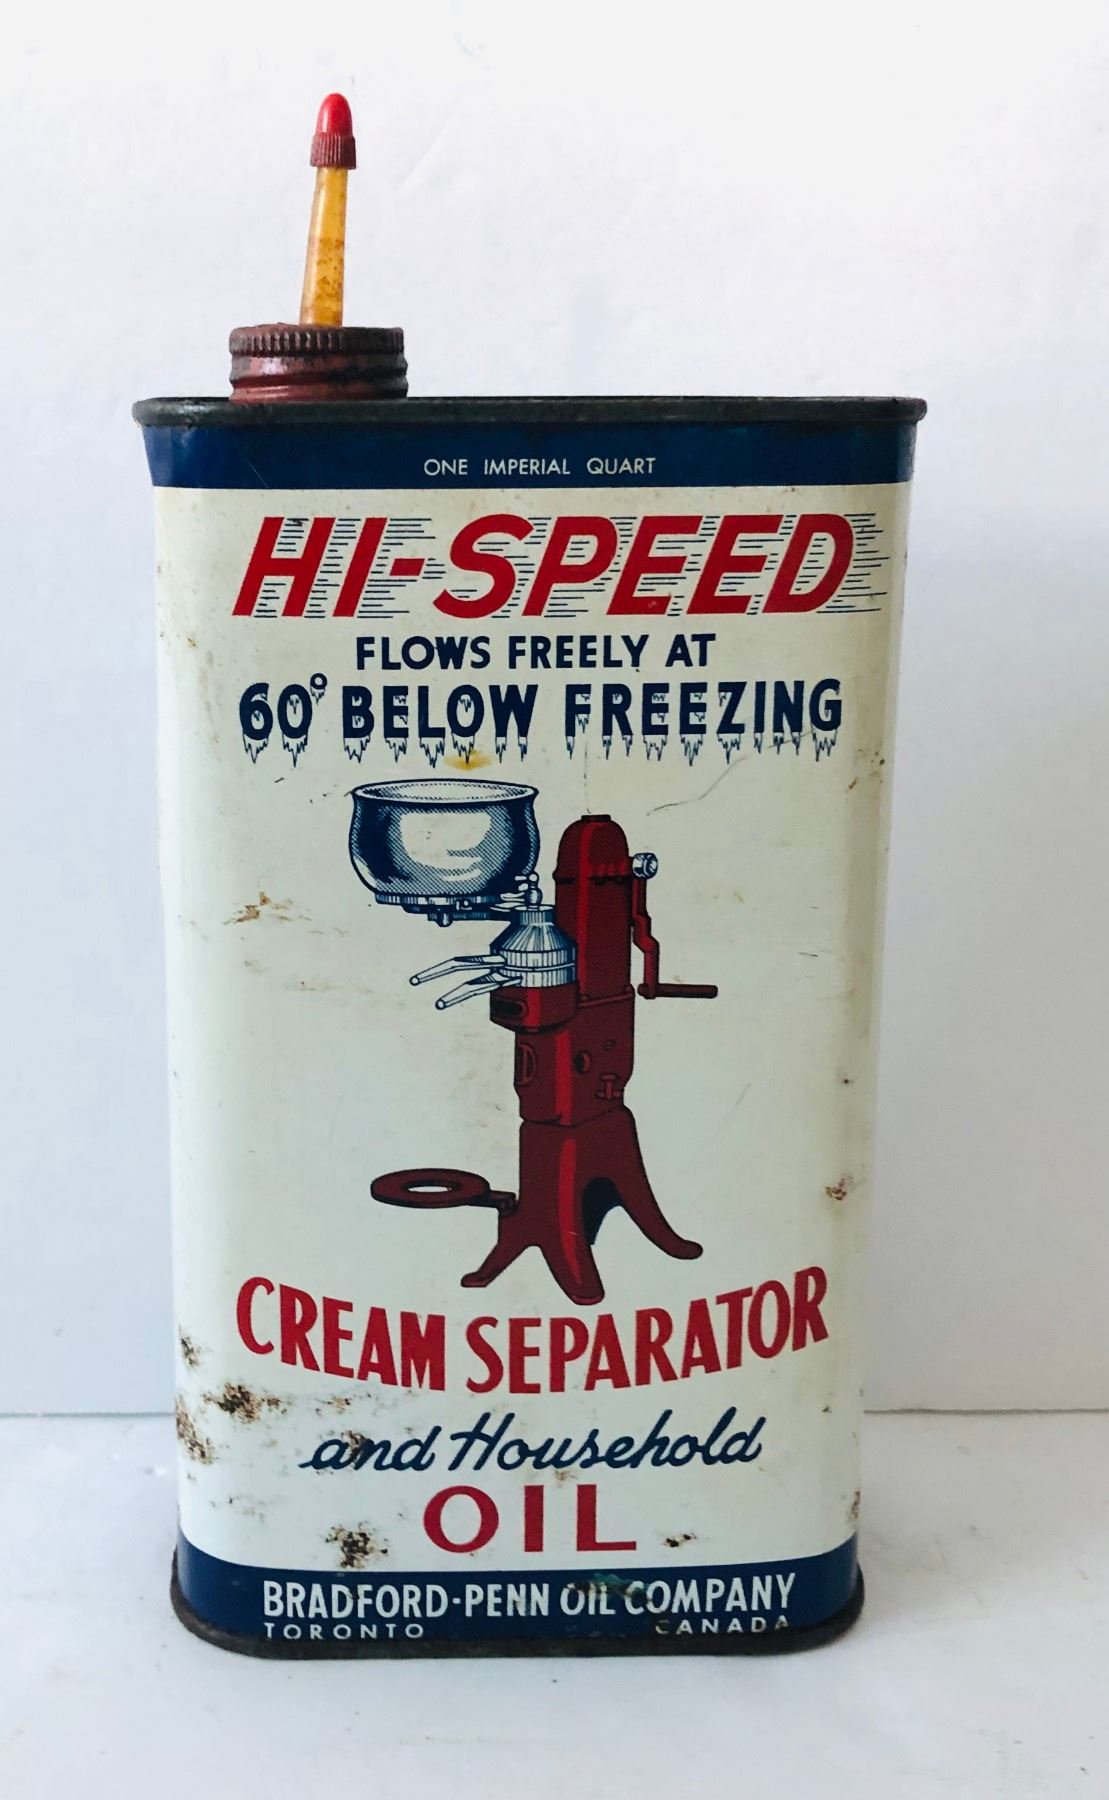 ONE IMPERIAL QUART
HI-SPEED
FLOWS FREELY AT
60° BELOW FREEZING
D
CREAM SEPARATOR
and Household
OIL
BRADFORD-PENN OIL COMPANY
TORONTO CANADA